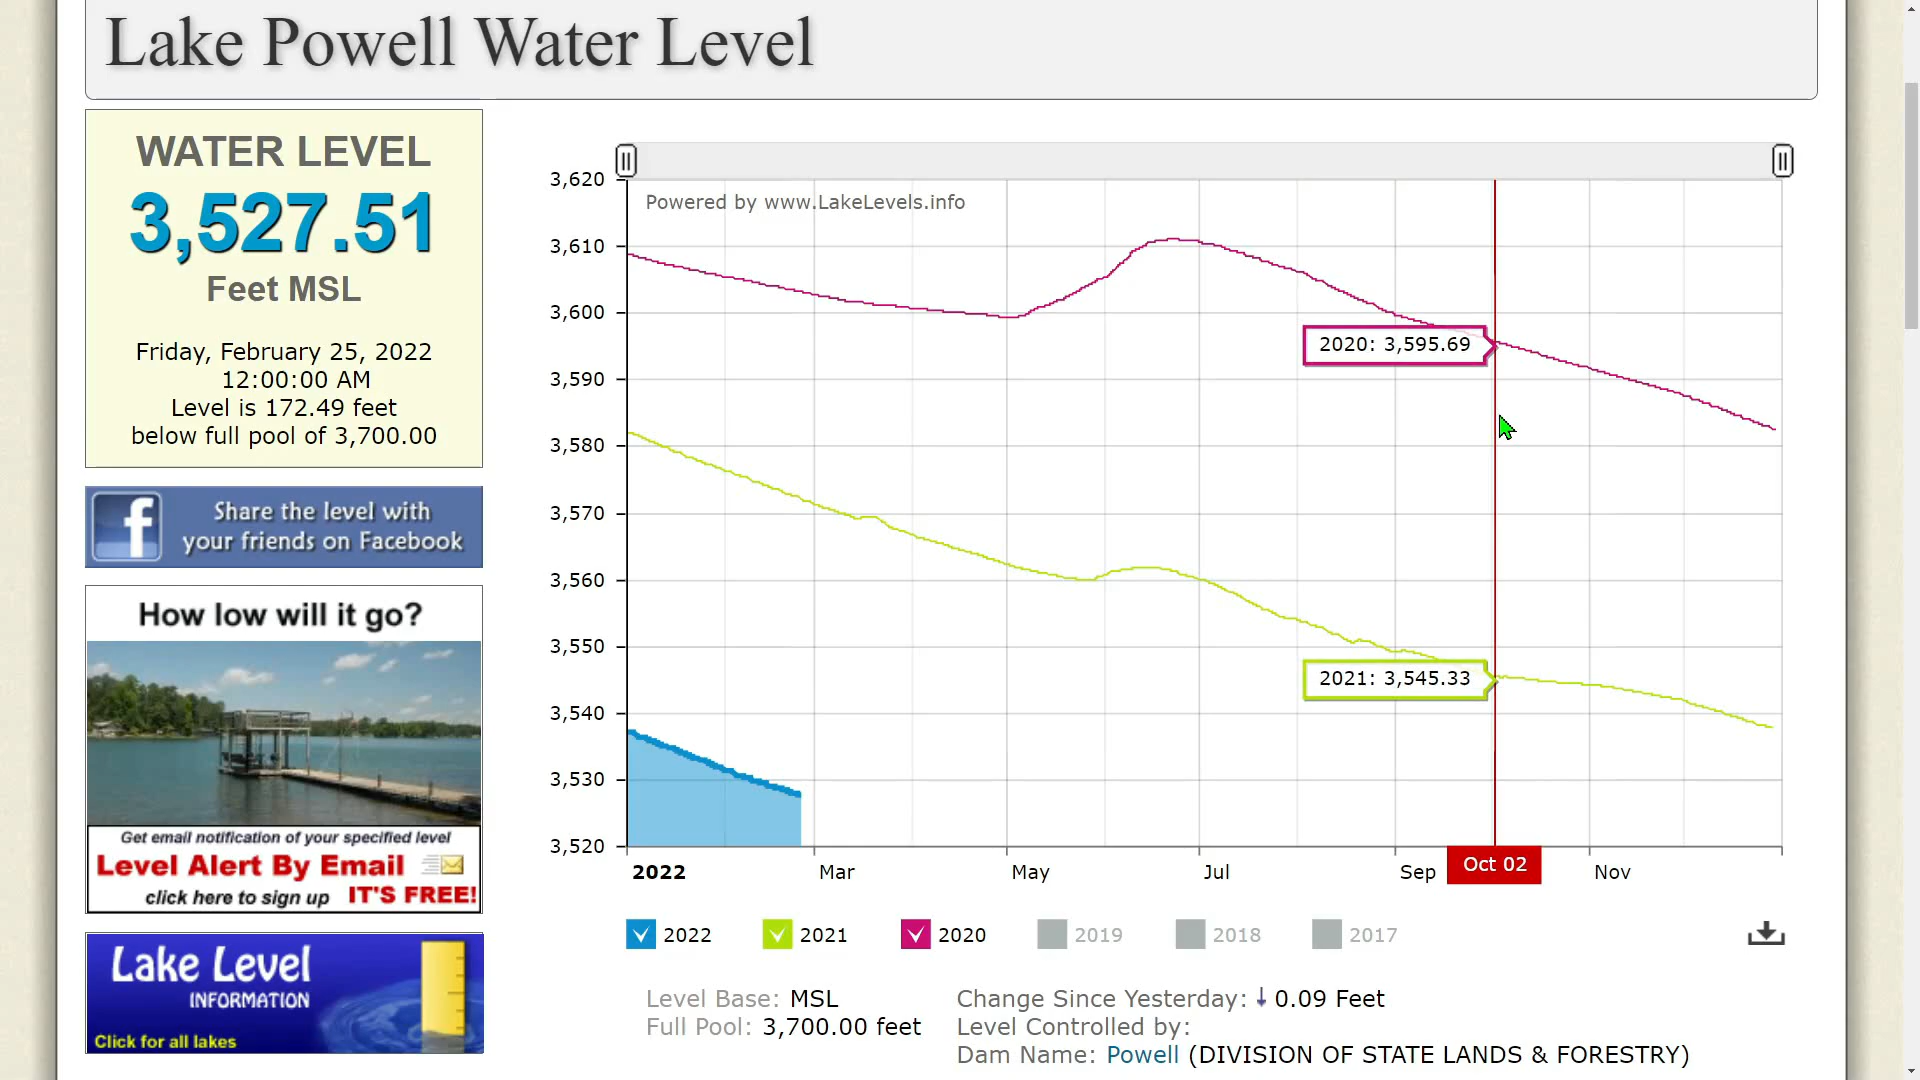 Lake Powell Water Level
WATER LEVEL
3,527.51
Feet MSL
Friday, February 25, 2022
12:00:00 AM
Level is 172.49 feet
below full pool of 3,700.00
Share the level with
your friends on Facebook
How low will it go?
Get email notification of your specified level
Level Alert By Email
click here to sign up IT'S FREE!
Lake Level
INFORMATION
Click for all lakes
Powered by www.LakeLevels.info
3,620
3,610
3,600
3,590
3,580
3,570
3,560
3,550
3,540
3,530
3,520
2020: 3,595.69
2021: 3,545.33
2022 Mar May Jul Sep Oct 02 Nov
2022 2021 2020 2019 2018 2017
Level Base: MSL
Full Pool: 3,700.00 feet
Change Since Yesterday: 0.09 Feet
Level Controlled by:
Dam Name: Powell (DIVISION OF STATE LANDS & FORESTRY)